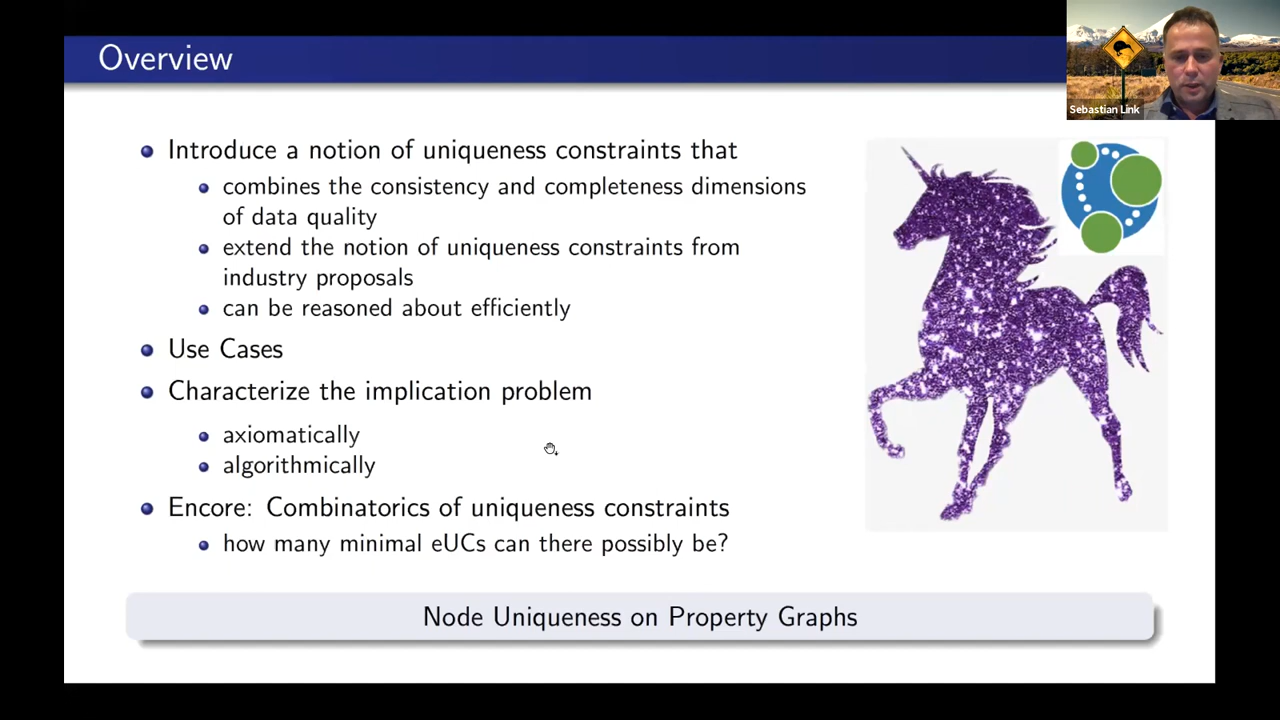 Overview
Sebastian Link
Introduce a notion of uniqueness constraints that
combines the consistency and completeness dimensions
of data quality
extend the notion of uniqueness constraints from
industry proposals
can be reasoned about efficiently
Use Cases
Characterize the implication problem
axiomatically
algorithmically
Encore: Combinatorics of uniqueness constraints
how many minimal eUCs can there possibly be?
Node Uniqueness on Property Graphs